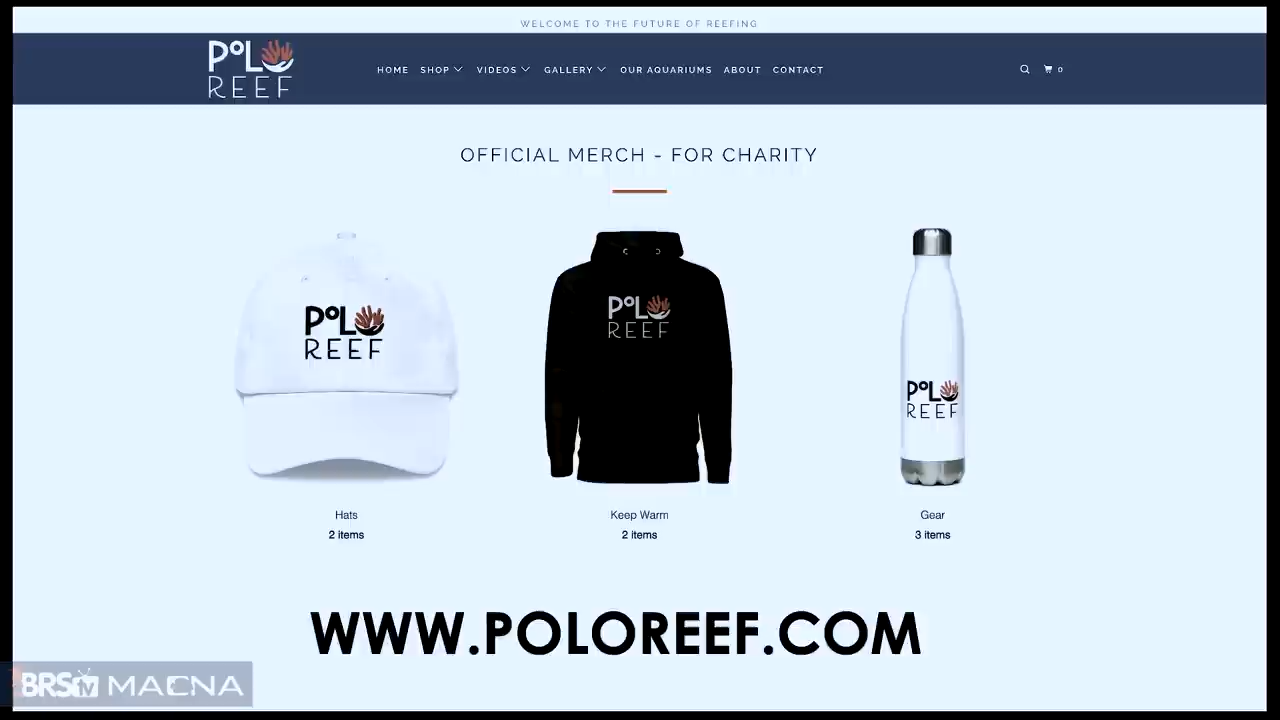 WELCOME TO THE FUTURE OF REEFING
POLO
REEF
HOME SHOP VIDEOS GALLERY OUR AQUARIUMS ABOUT CONTACT 0
OFFICIAL MERCH - FOR CHARITY
POLO
REEF
POLO
REEF
POLO
REEF
Hats
2 items
Keep Warm
2 items
Gear
3 items
WWW.POLOREEF.COM
BRStv MACNA